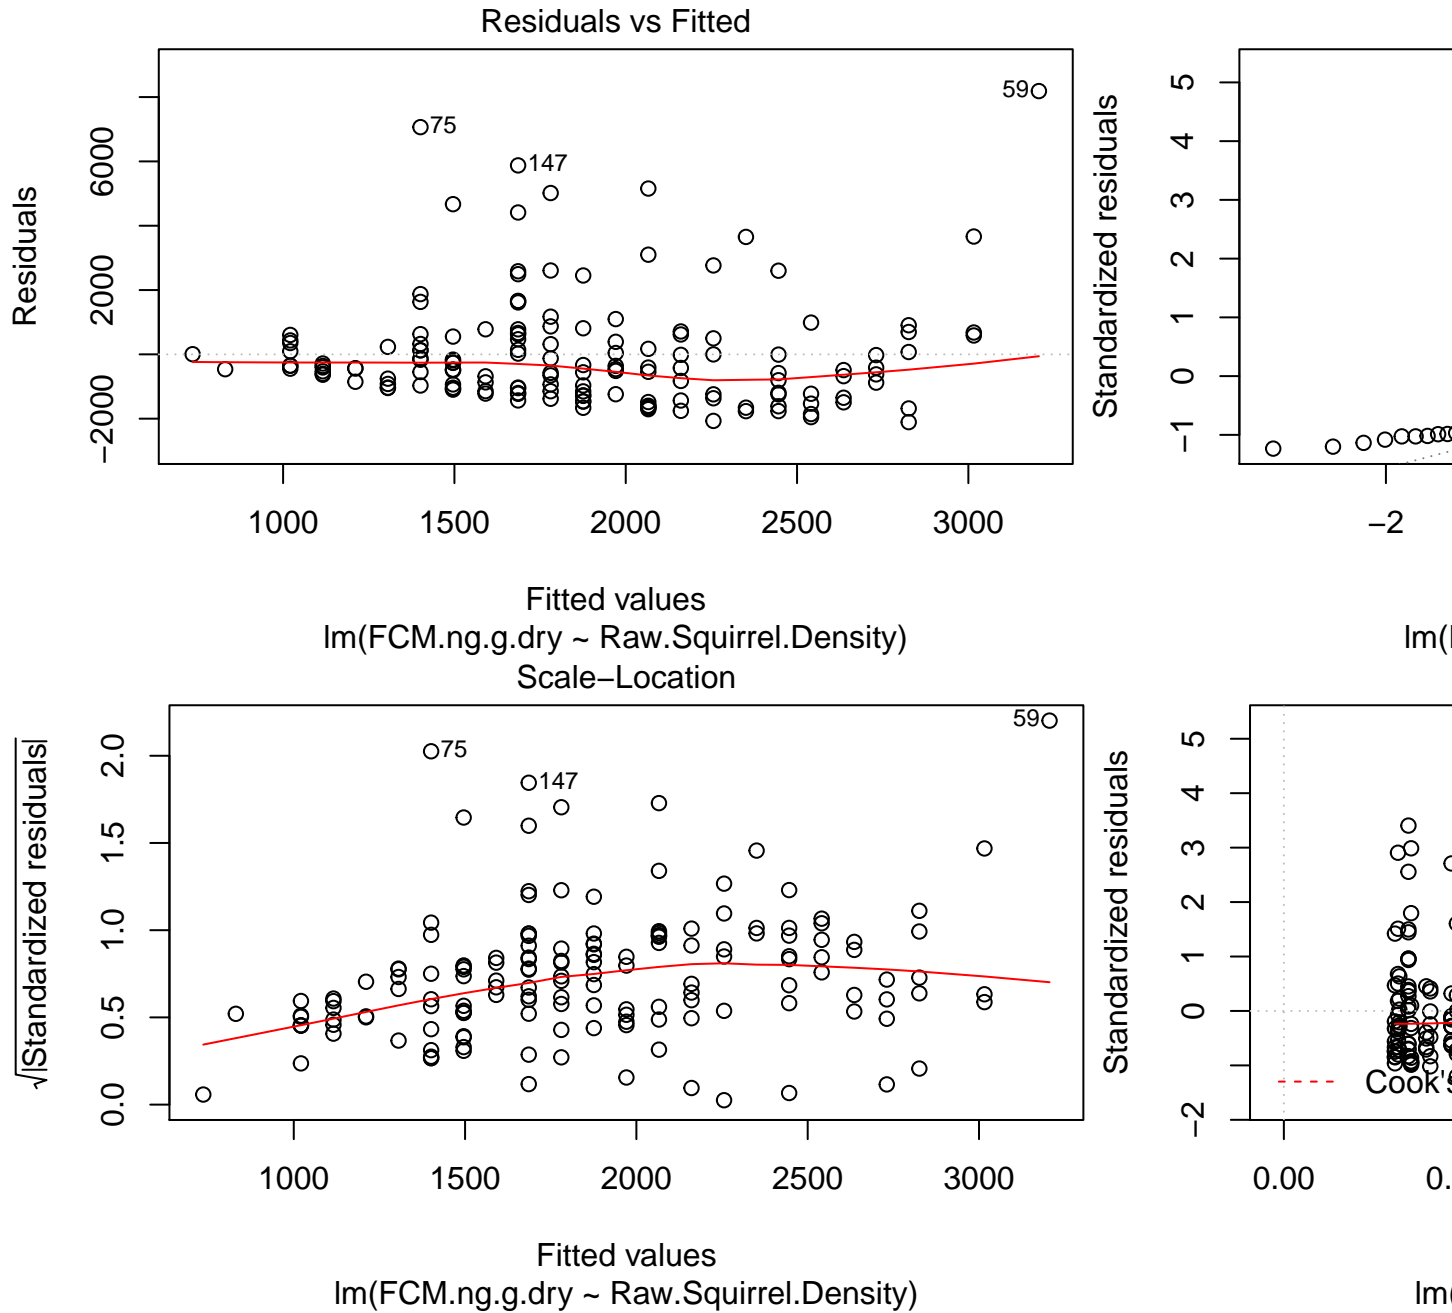 Residuals vs Fitted
Residuals
6000
2000
−2000
75
147
59
1000 1500 2000 2500 3000
Fitted values
lm(FCM.ng.g.dry ~ Raw.Squirrel.Density)
Standardized residuals
5
4
3
2
1
0
−1
−2
lm(
Scale−Location
√|Standardized residuals|
2.0
1.5
1.0
0.5
0.0
75
147
59
1000 1500 2000 2500 3000
Fitted values
lm(FCM.ng.g.dry ~ Raw.Squirrel.Density)
Standardized residuals
5
4
3
2
1
0
−2
Cook's
0.00 0.